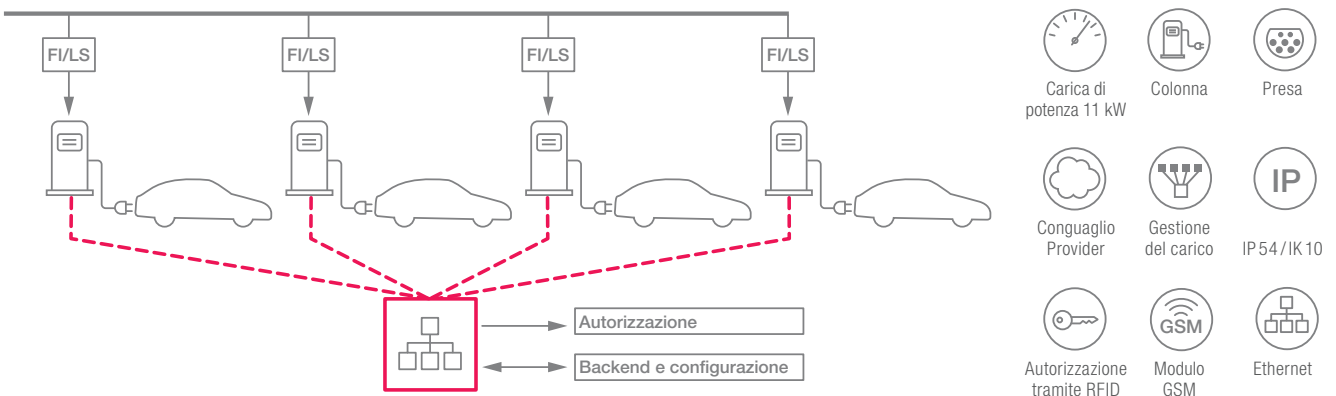 FI/LS
FI/LS
FI/LS
FI/LS
Autorizzazione
Backend e configurazione
Carica di
potenza 11 kW
Colonna
Presa
Conguaglio
Provider
Gestione
del carico
IP
IP 54 / IK 10
Autorizzazione
tramite RFID
GSM
Modulo
GSM
Ethernet